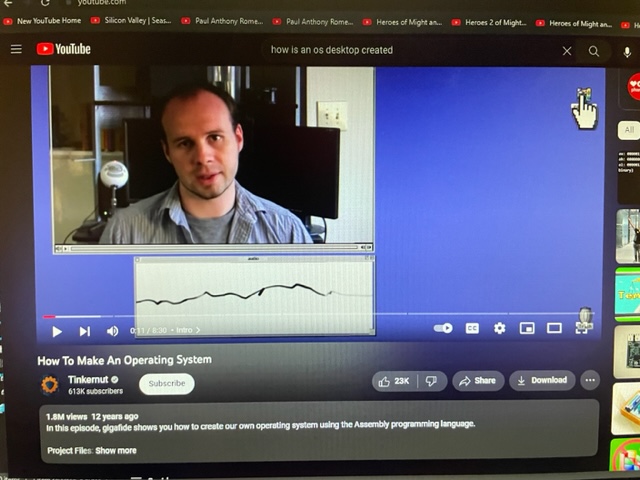 youtube.com
New YouTube Home
Silicon Valley | Seas...
Paul Anthony Rome...
Paul Anthony Rome...
Heroes of Might an...
Heroes 2 of Might...
Heroes of Might an...
YouTube
how is an os desktop created
All
audio
0:11 / 8:30 • Intro >
CC
How To Make An Operating System
Tinkernut
613K subscribers
Subscribe
23K
Share
Download
1.8M views 12 years ago
In this episode, gigafide shows you how to create our own operating system using the Assembly programming language.
Project Files: Show more